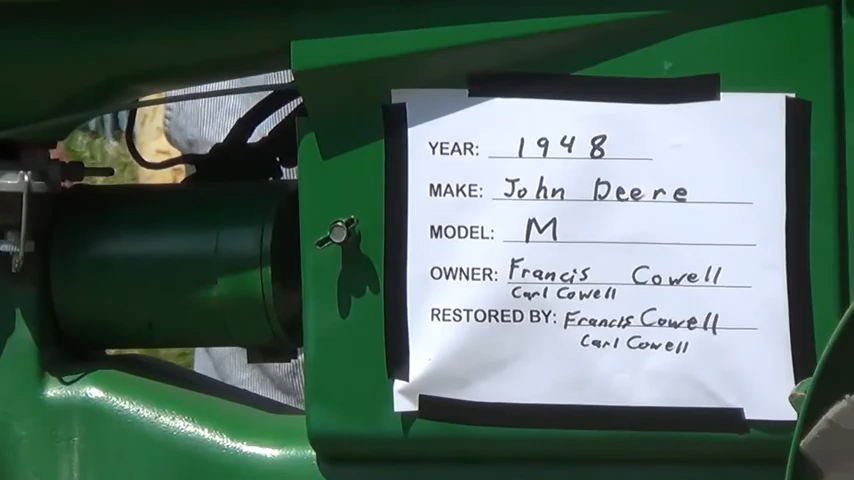 YEAR: 1948
MAKE: John Deere
MODEL: M
OWNER: Francis Cowell
Carl Cowell
RESTORED BY: Francis Cowell
Carl Cowell